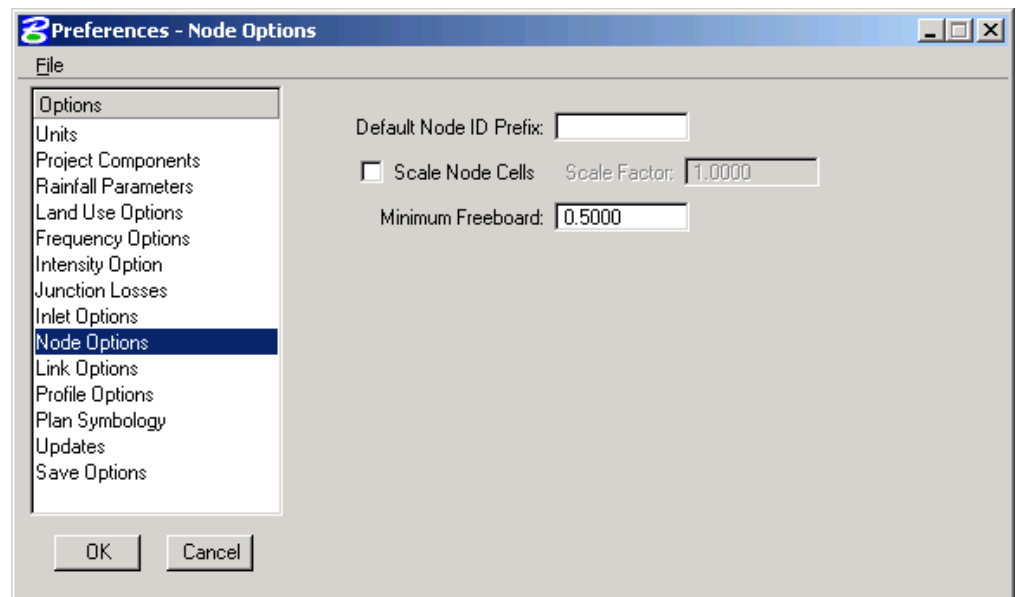 Preferences - Node Options
File
Options
Units
Project Components
Rainfall Parameters
Land Use Options
Frequency Options
Intensity Option
Junction Losses
Inlet Options
Node Options
Link Options
Profile Options
Plan Symbology
Updates
Save Options
Default Node ID Prefix:
Scale Node Cells Scale Factor: 1.0000
Minimum Freeboard: 0.5000
OK Cancel